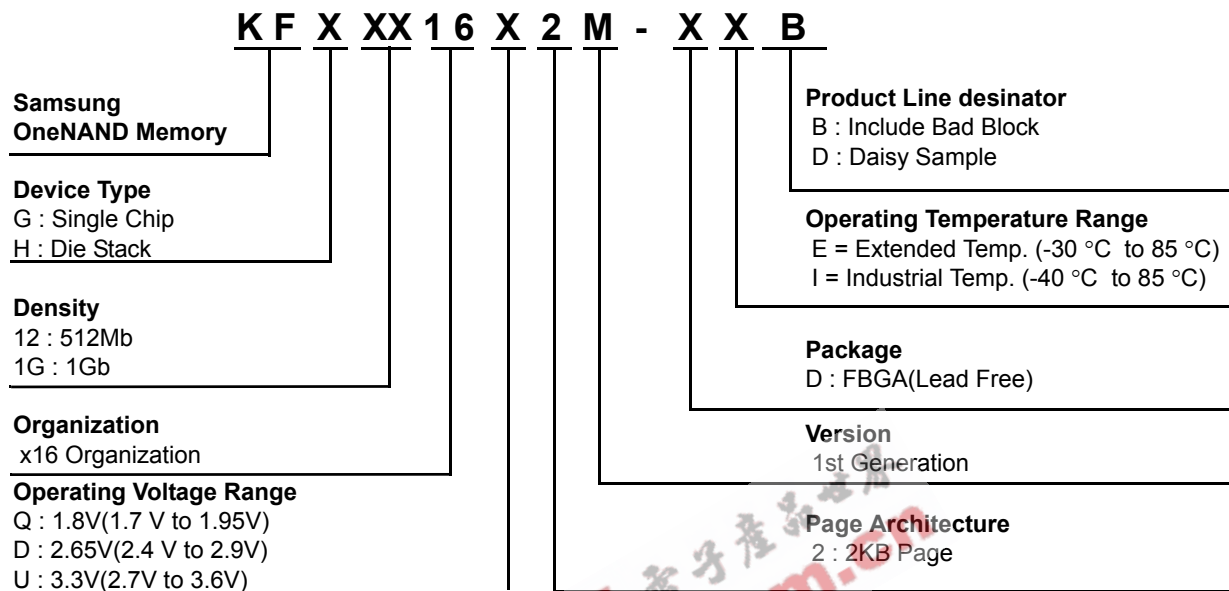 KF X XX 16 X 2 M - X X B
Samsung
OneNAND Memory
Device Type
G : Single Chip
H : Die Stack
Density
12 : 512Mb
1G : 1Gb
Organization
x16 Organization
Operating Voltage Range
Q : 1.8V(1.7 V to 1.95V)
D : 2.65V(2.4 V to 2.9V)
U : 3.3V(2.7V to 3.6V)
Product Line desinator
B : Include Bad Block
D : Daisy Sample
Operating Temperature Range
E = Extended Temp. (-30 °C to 85 °C)
I = Industrial Temp. (-40 °C to 85 °C)
Package
D : FBGA(Lead Free)
Version
1st Generation
Page Architecture
2 : 2KB Page